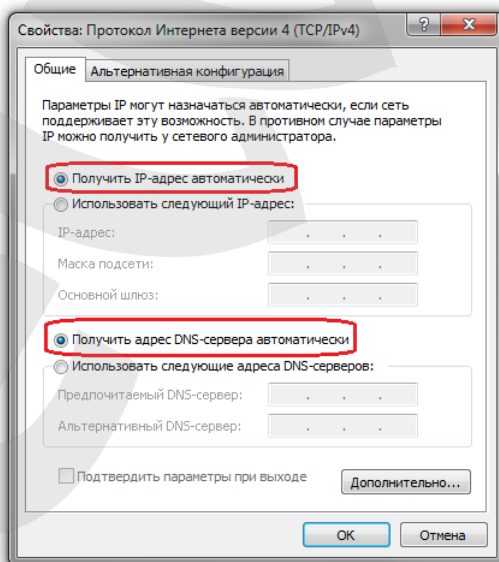 Свойства: Протокол Интернета версии 4 (TCP/IPv4)
Общие
Альтернативная конфигурация
Параметры IP могут назначаться автоматически, если сеть
поддерживает эту возможность. В противном случае параметры
IP можно получить у сетевого администратора.
Получить IP-адрес автоматически
Использовать следующий IP-адрес:
IP-адрес:
Маска подсети:
Основной шлюз:
Получить адрес DNS-сервера автоматически
Использовать следующие адреса DNS-серверов:
Предпочитаемый DNS-сервер:
Альтернативный DNS-сервер:
Подтвердить параметры при выходе
Дополнительно...
ОК
Отмена